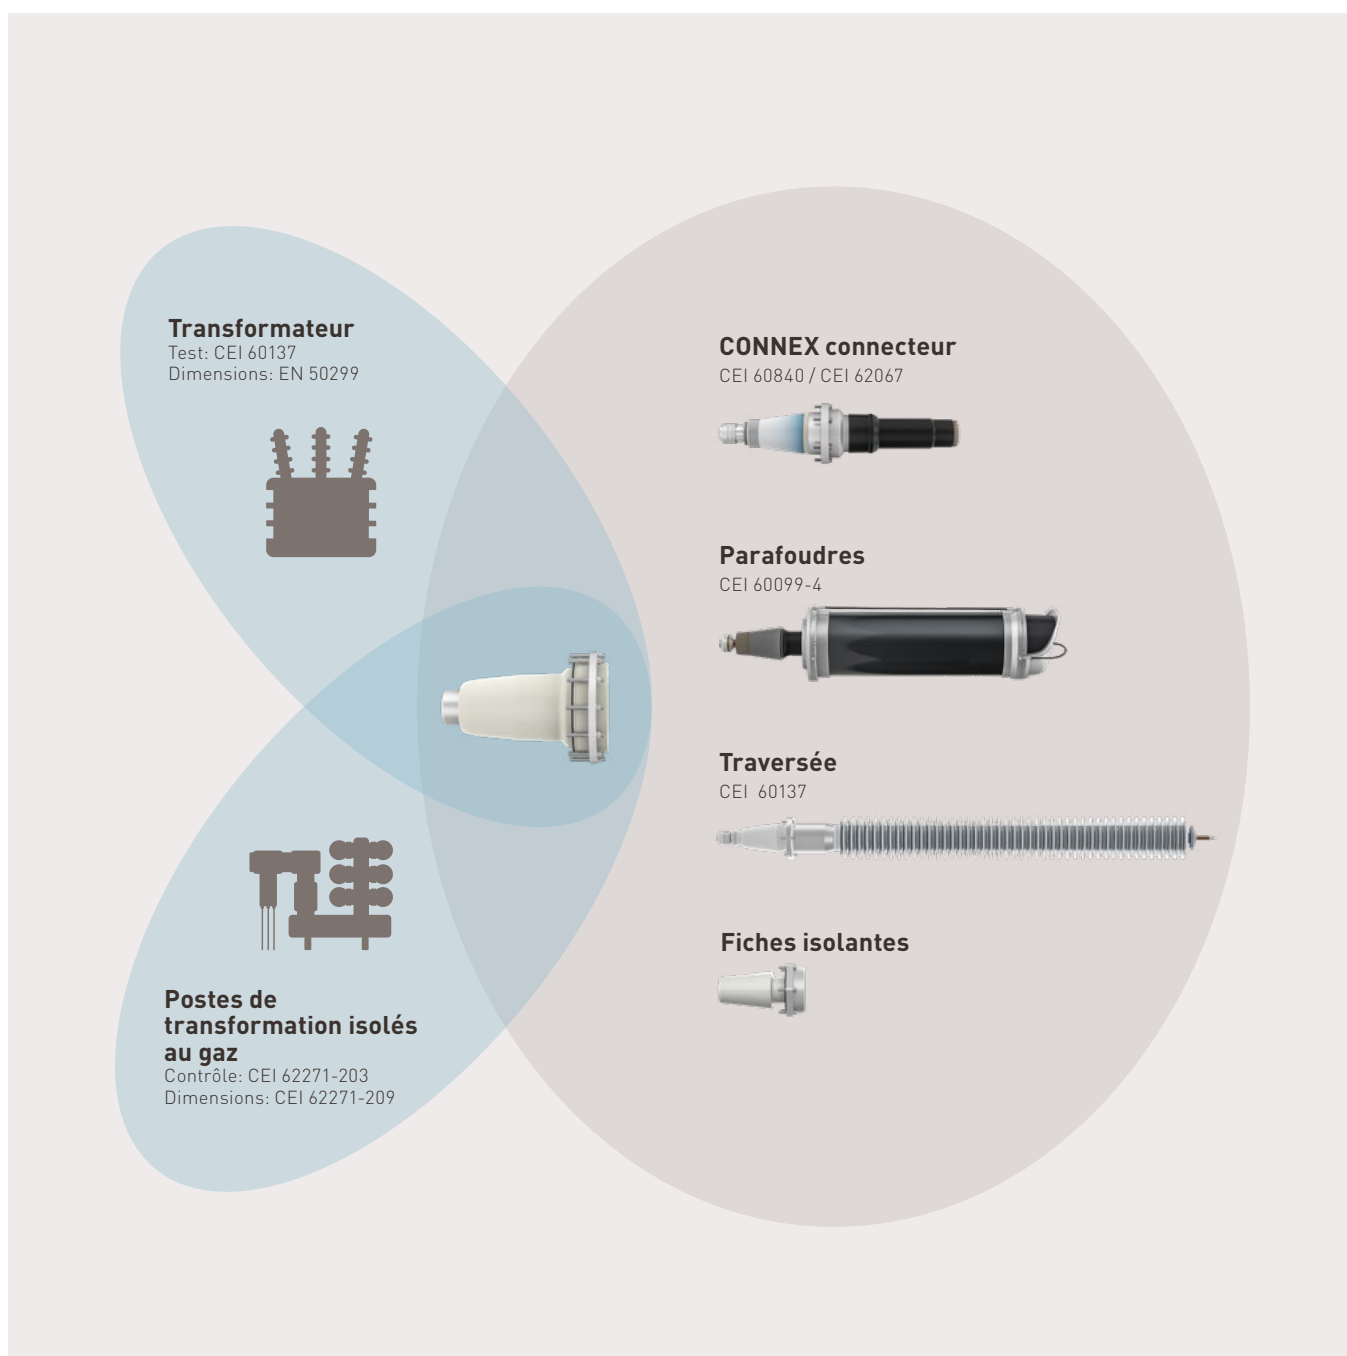 Transformateur
Test: CEI 60137
Dimensions: EN 50299
CONNEX connecteur
CEI 60840 / CEI 62067
Parafoudres
CEI 60099-4
Traversée
CEI 60137
Fiches isolantes
Postes de
transformation isolés
au gaz
Contrôle: CEI 62271-203
Dimensions: CEI 62271-209